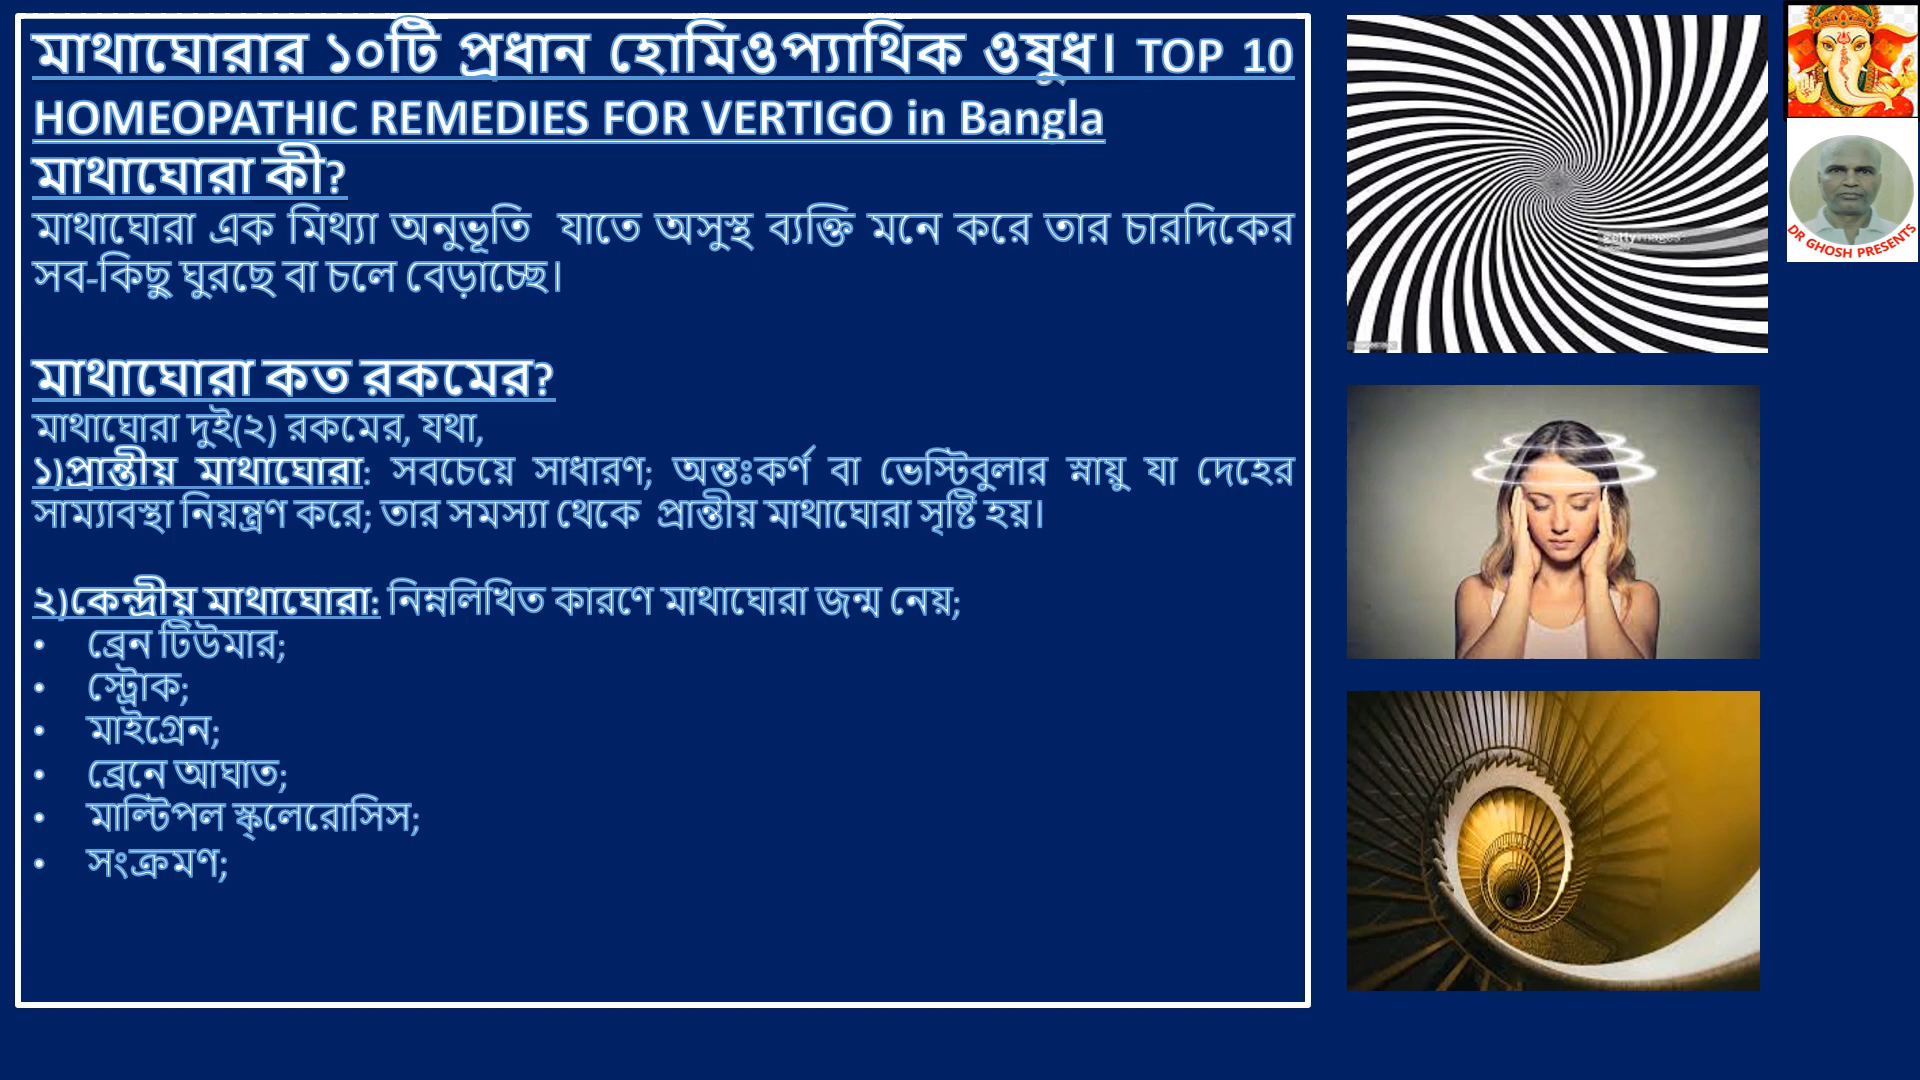 মাথাঘোরার ১০টি প্রধান হোমিওপ্যাথিক ওষুধ। TOP 10
HOMEOPATHIC REMEDIES FOR VERTIGO in Bangla
মাথাঘোরা কী?
মাথাঘোরা এক মিথ্যা অনুভূতি যাতে অসুস্থ ব্যক্তি মনে করে তার চারদিকের
সব-কিছু ঘুরছে বা চলে বেড়াচ্ছে।
মাথাঘোরা কত রকমের?
মাথাঘোরা দুই(২) রকমের, যথা,
১)প্রান্তীয় মাথাঘোরা: সবচেয়ে সাধারণ; অন্তঃকর্ণ বা ভেস্টিবুলার স্নায়ু যা দেহের
সাম্যাবস্থা নিয়ন্ত্রণ করে; তার সমস্যা থেকে প্রান্তীয় মাথাঘোরা সৃষ্টি হয়।
২)কেন্দ্রীয় মাথাঘোরা: নিম্নলিখিত কারণে মাথাঘোরা জন্ম নেয়;
• ব্রেন টিউমার;
• স্ট্রোক;
• মাইগ্রেন;
• ব্রেনে আঘাত;
• মাল্টিপল স্ক্লেরোসিস;
• সংক্রমণ;
gettyimages
DR GHOSH PRESENTS